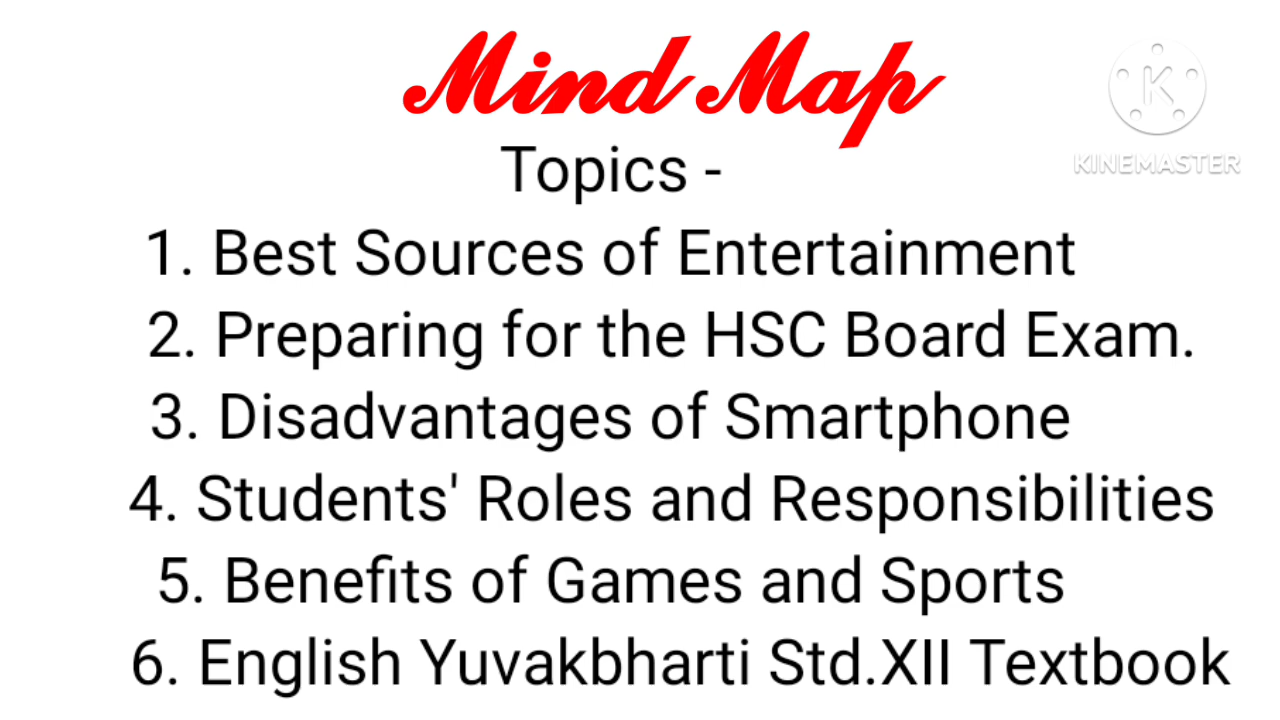 Mind Map
K
KINEMASTER
Topics -
1. Best Sources of Entertainment
2. Preparing for the HSC Board Exam.
3. Disadvantages of Smartphone
4. Students' Roles and Responsibilities
5. Benefits of Games and Sports
6. English Yuvakbharti Std.XII Textbook